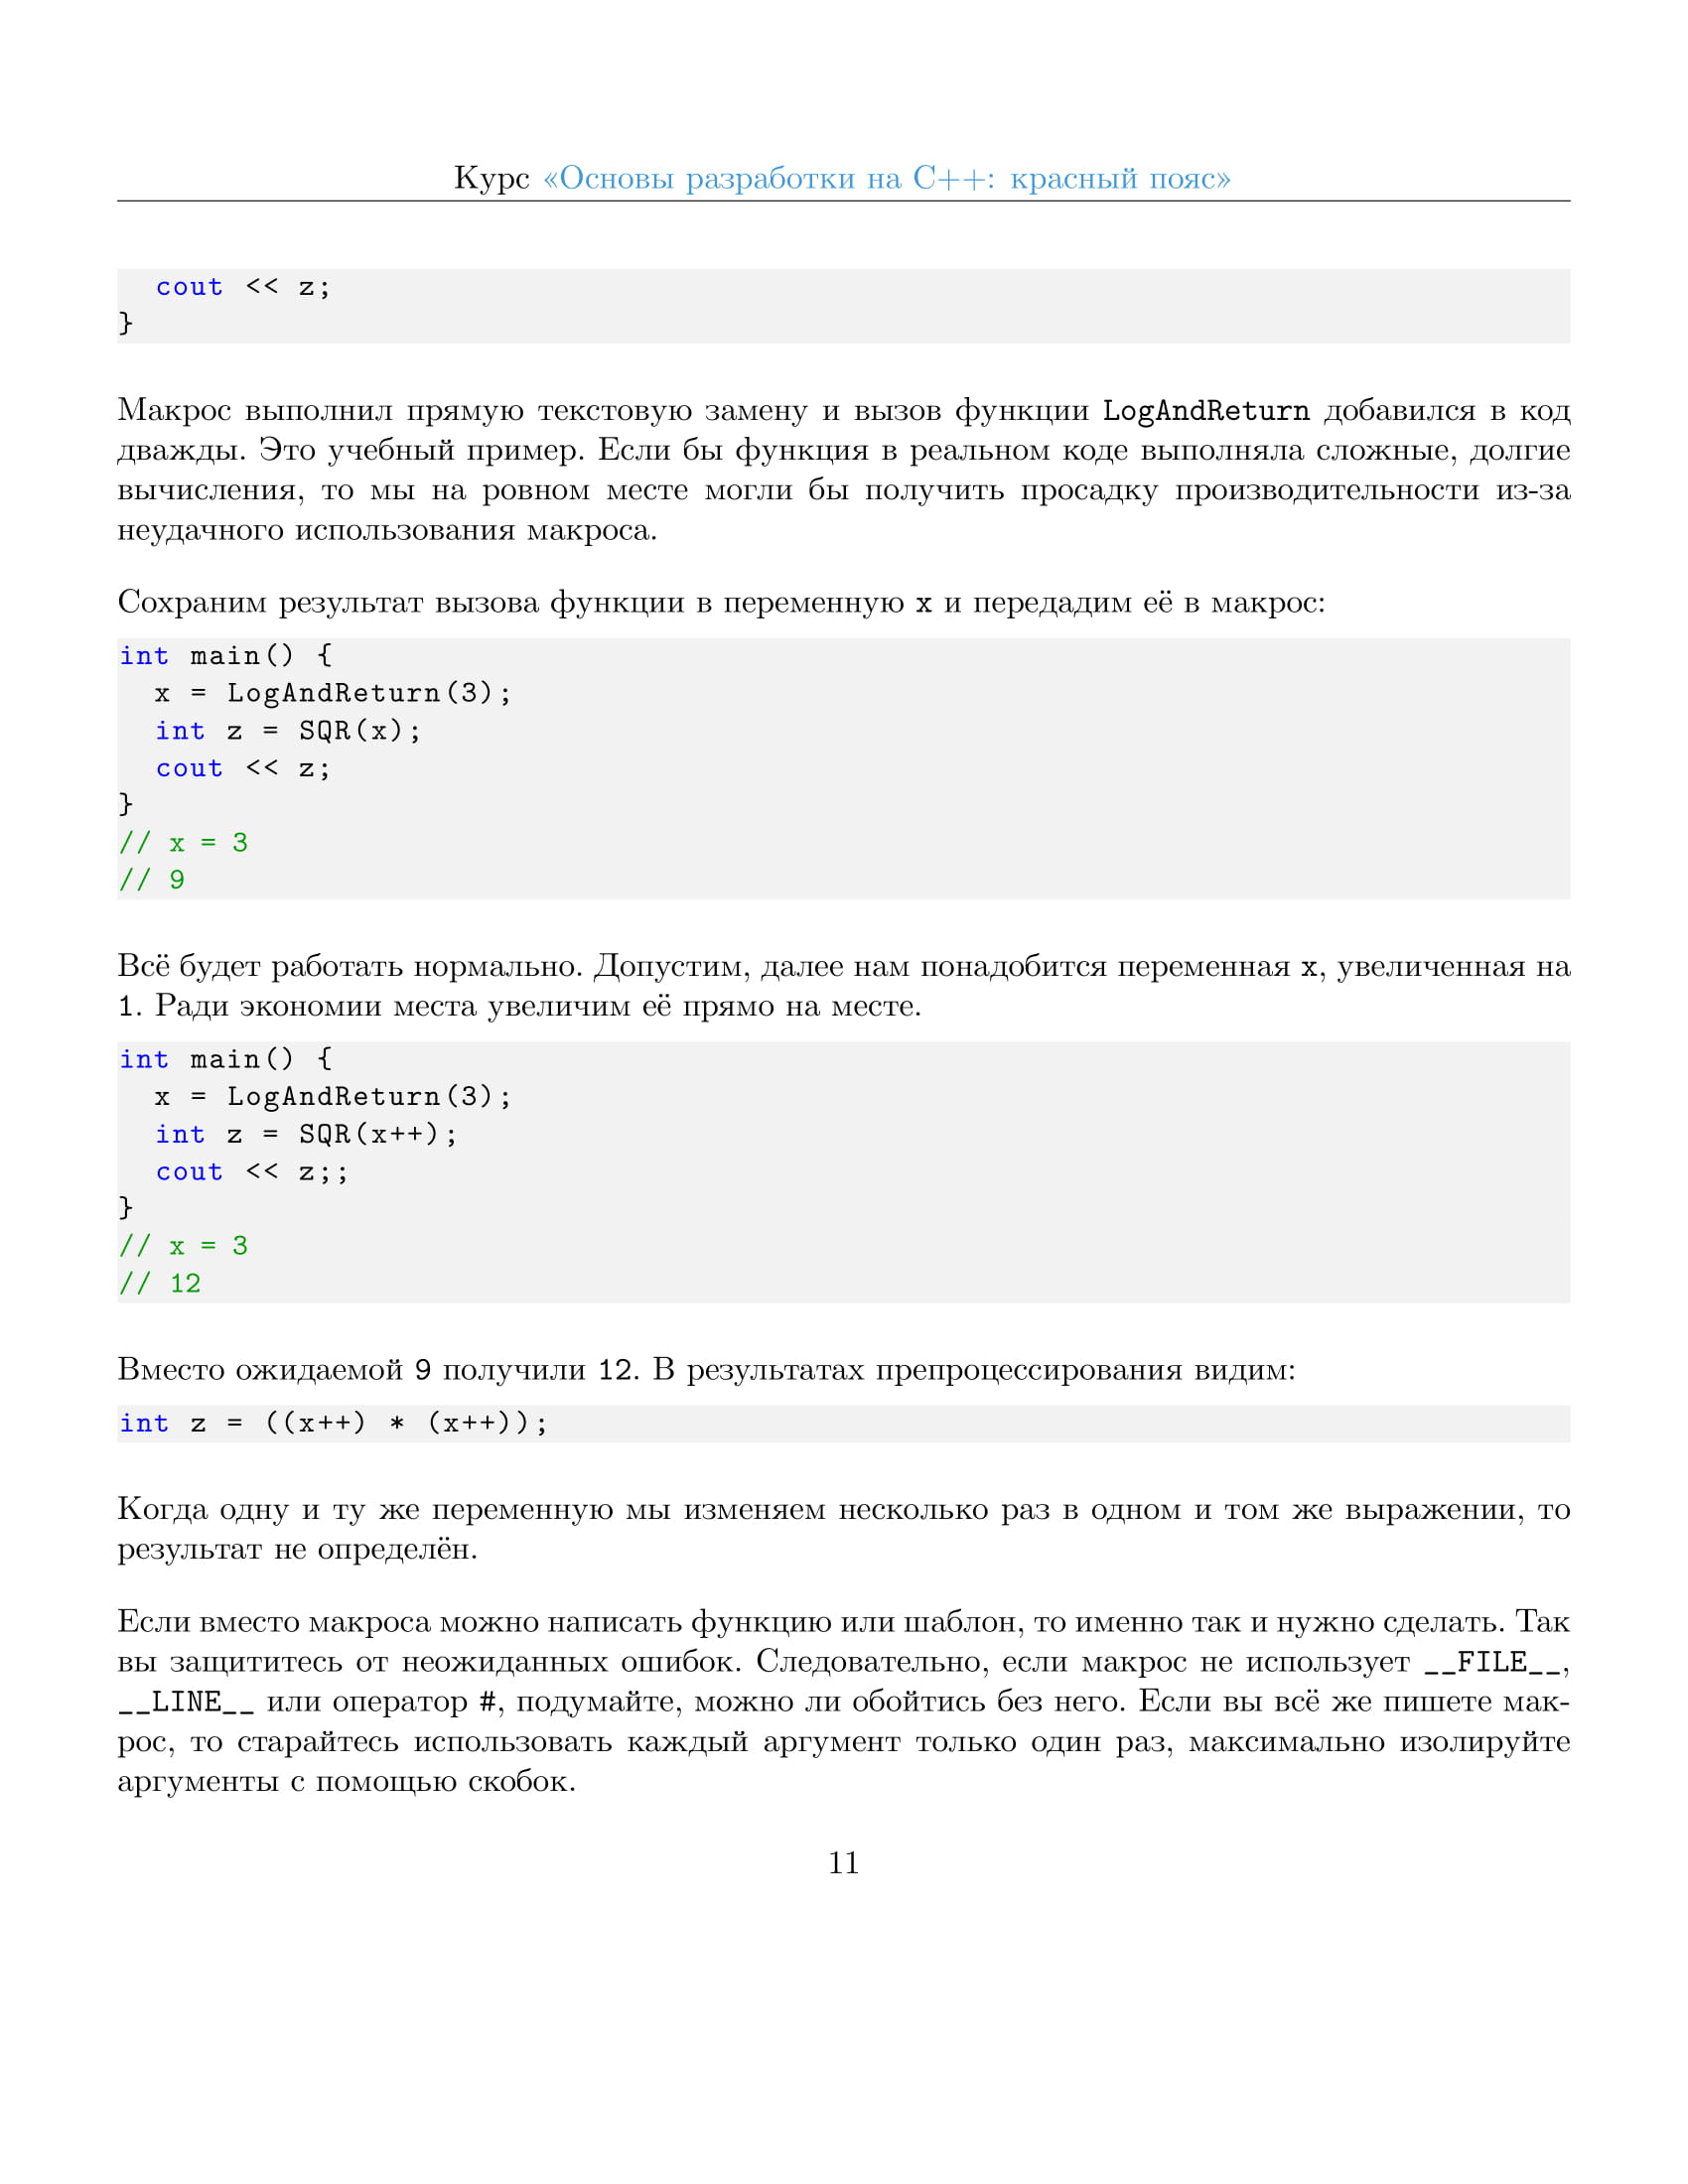 Курс «Основы разработки на C++: красный пояс»
  cout << z;
}
Макрос выполнил прямую текстовую замену и вызов функции LogAndReturn добавился в код
дважды. Это учебный пример. Если бы функция в реальном коде выполняла сложные, долгие
вычисления, то мы на ровном месте могли бы получить просадку производительности из-за
неудачного использования макроса.
Сохраним результат вызова функции в переменную x и передадим её в макрос:
int main() {
  x = LogAndReturn(3);
  int z = SQR(x);
  cout << z;
}
// x = 3
// 9
Всё будет работать нормально. Допустим, далее нам понадобится переменная x, увеличенная на
1. Ради экономии места увеличим её прямо на месте.
int main() {
  x = LogAndReturn(3);
  int z = SQR(x++);
  cout << z;;
}
// x = 3
// 12
Вместо ожидаемой 9 получили 12. В результатах препроцессирования видим:
int z = ((x++) * (x++));
Когда одну и ту же переменную мы изменяем несколько раз в одном и том же выражении, то
результат не определён.
Если вместо макроса можно написать функцию или шаблон, то именно так и нужно сделать. Так
вы защититесь от неожиданных ошибок. Следовательно, если макрос не использует __FILE__,
__LINE__ или оператор #, подумайте, можно ли обойтись без него. Если вы всё же пишете мак-
рос, то старайтесь использовать каждый аргумент только один раз, максимально изолируйте
аргументы с помощью скобок.
11